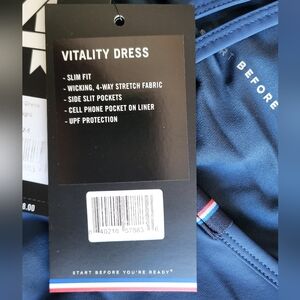 VITALITY DRESS
- SLIM FIT
- WICKING, 4-WAY STRETCH FABRIC
- SIDE SLIT POCKETS
- CELL PHONE POCKET ON LINER
- UPF PROTECTION
START BEFORE YOU'RE READY
BEFORE